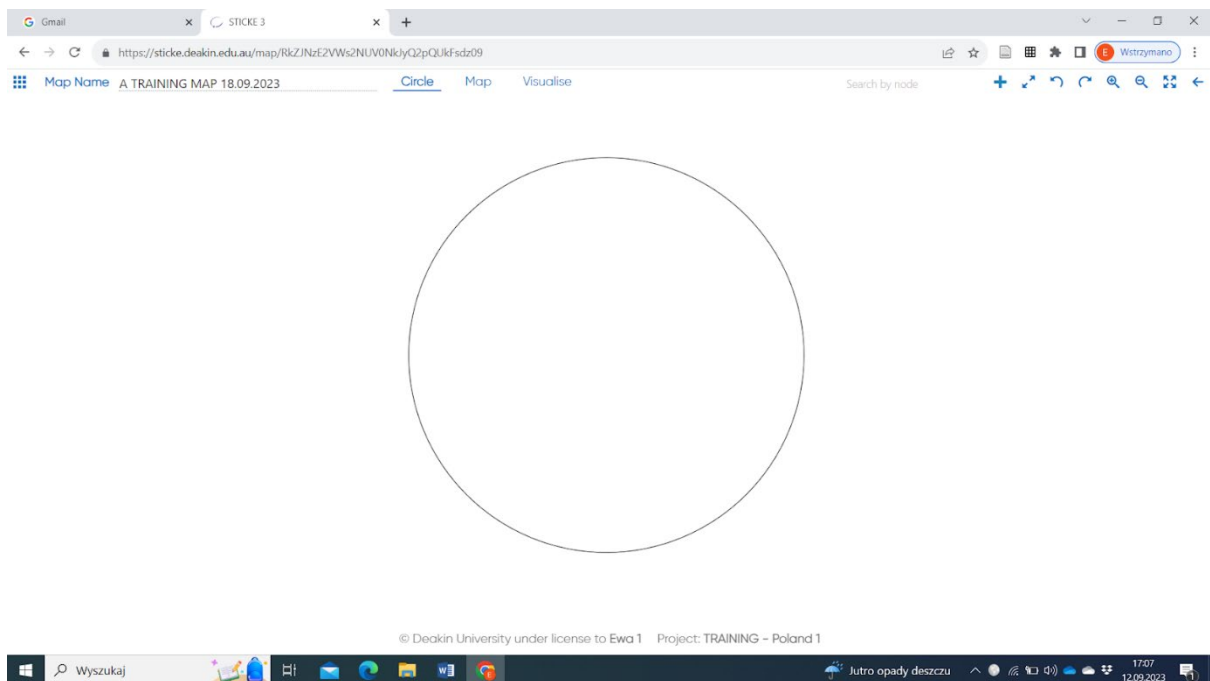 Gmail STICKE 3
https://sticke.deakin.edu.au/map/RkZJNzE2VWs2NUV0NkJyQ2pQUkFsdz09 E Wstrzymano
Map Name A TRAINING MAP 18.09.2023 Circle Map Visualise Search by node
© Deakin University under license to Ewa 1 Project: TRAINING - Poland 1
Wyszukaj Jutro opady deszczu 17:07
12.09.2023